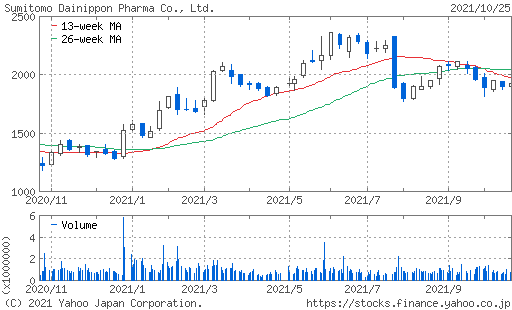 Sumitomo Dainippon Pharma Co., Ltd. 2021/10/25
2500
13-week MA
26-week MA
2000
1500
1000
2020/11 2021/1 2021/3 2021/5 2021/7 2021/9
6
Volume
4
2
0
(x1000000)
2020/11 2021/1 2021/3 2021/5 2021/7 2021/9
(C) 2021 Yahoo Japan Corporation. https://stocks.finance.yahoo.co.jp